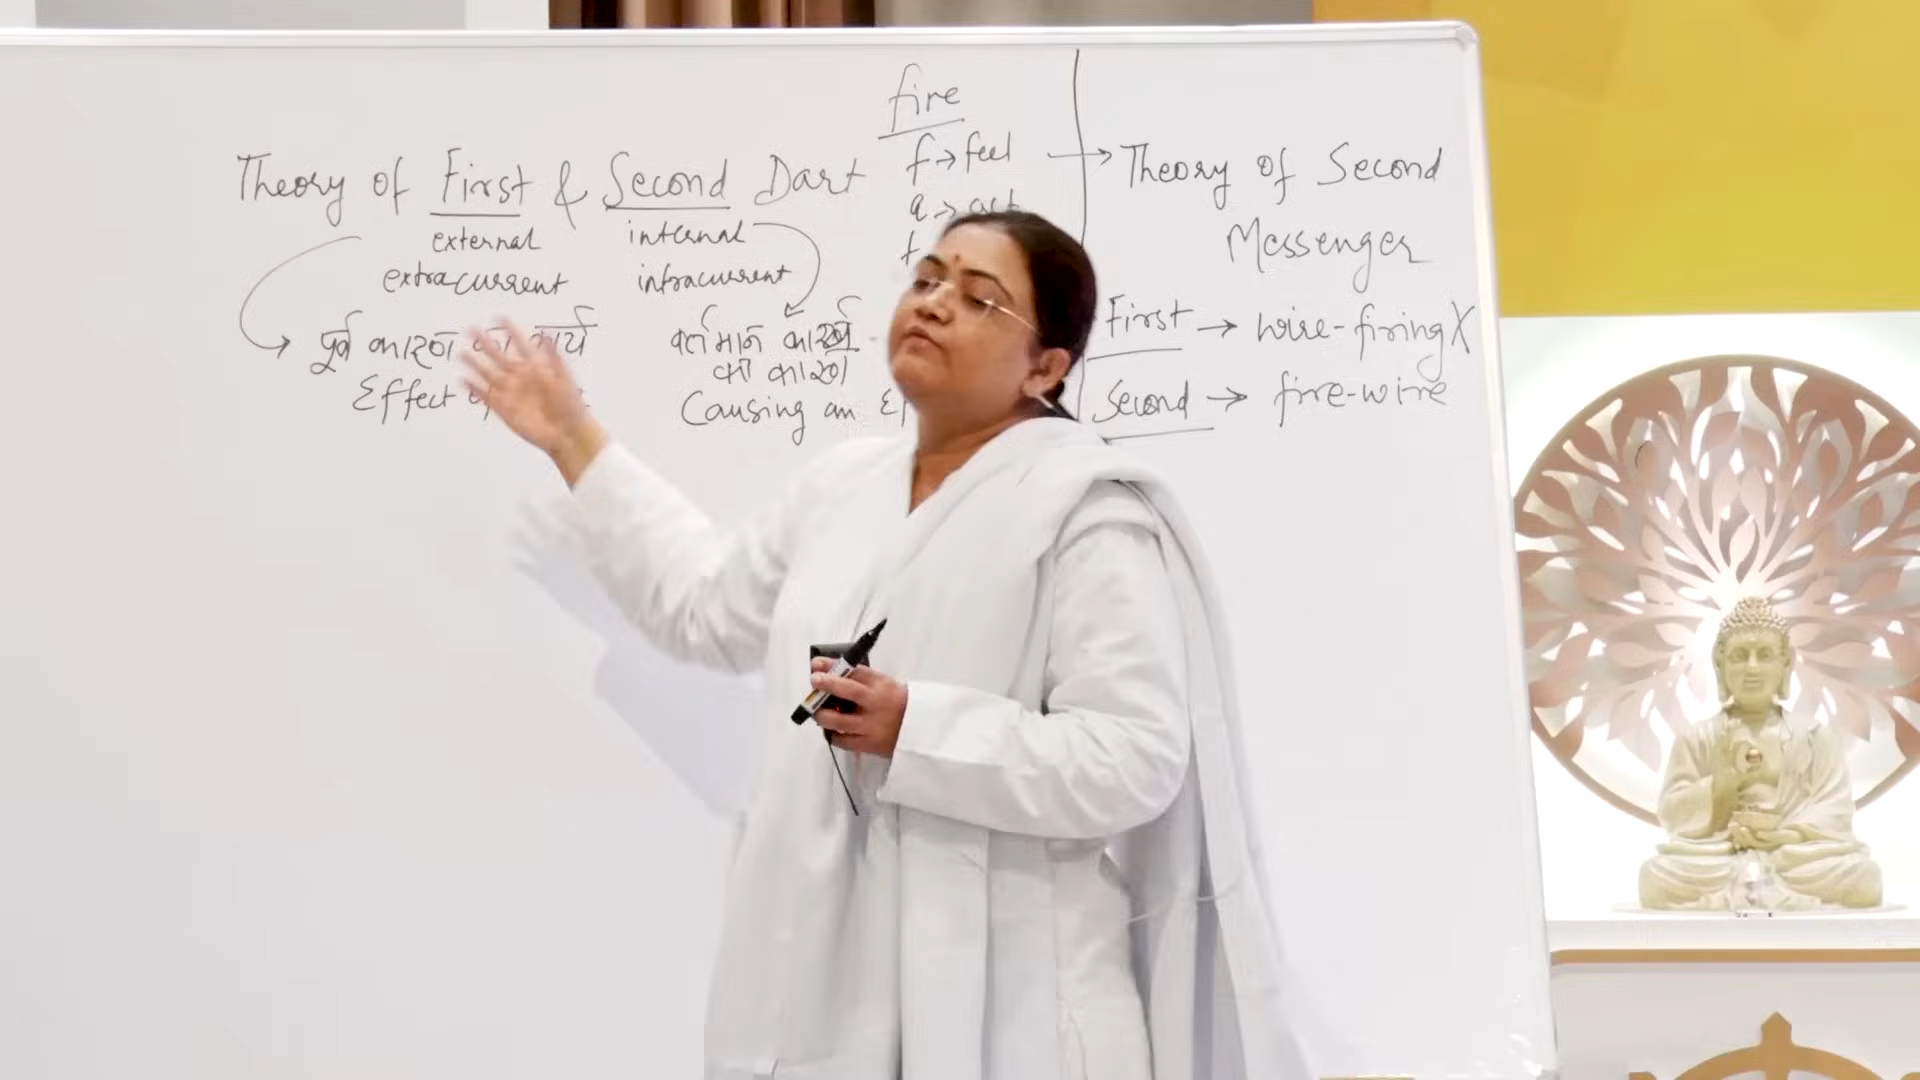 fire
f → feel
a → act
Theory of First & Second Dart
external
extracurrent
internal
intracurrent
पूर्व कारण
कार्य
Effect
वर्तमान
का कारण
Causing an
→ Theory of Second
Messenger
First → wire-firing X
Second → fire-wire